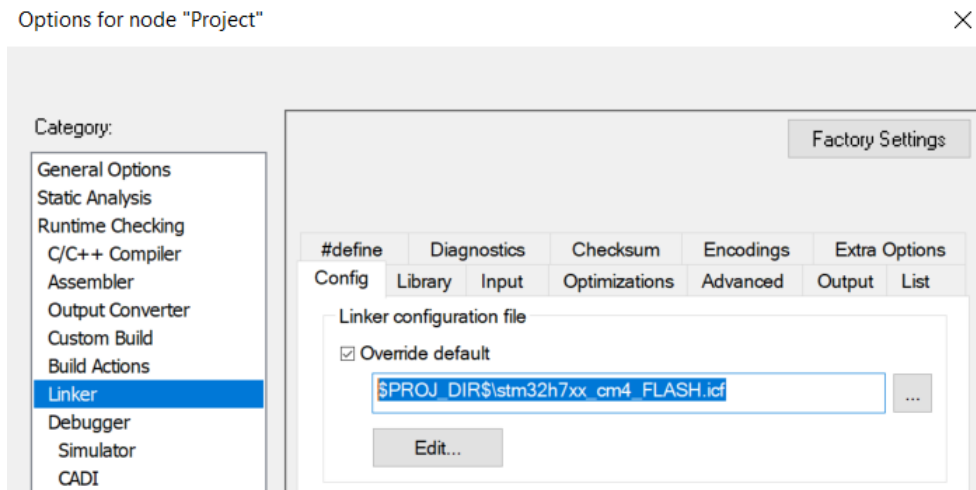 Options for node "Project"
Category:
General Options
Static Analysis
Runtime Checking
C/C++ Compiler
Assembler
Output Converter
Custom Build
Build Actions
Linker
Debugger
Simulator
CADI
Factory Settings
#define Diagnostics Checksum Encodings Extra Options
Config Library Input Optimizations Advanced Output List
Linker configuration file
Override default
$PROJ_DIR$\stm32h7xx_cm4_FLASH.icf
...
Edit...